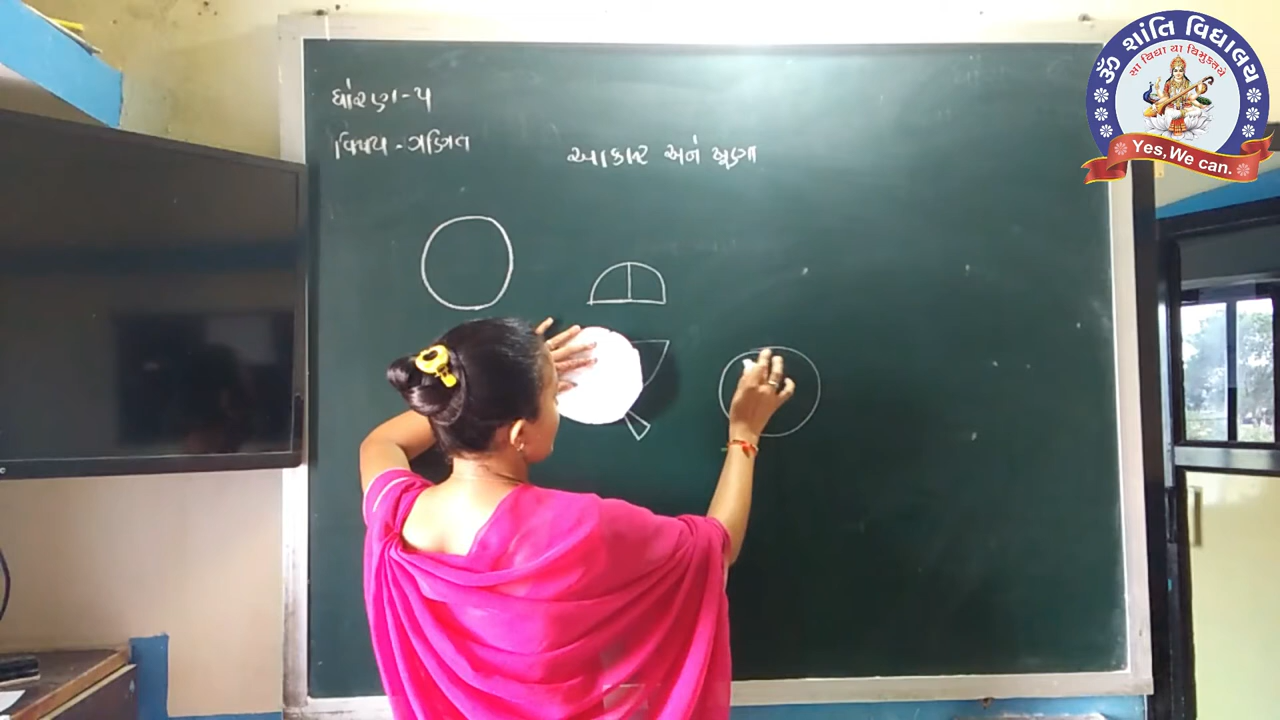 ધોરણ-૫
વિષય - ગણિત
આકાર અને ખૂણા
ૐ શાંતિ વિદ્યાલય
સા વિદ્યા યા વિમુક્તયે
Yes, We can.